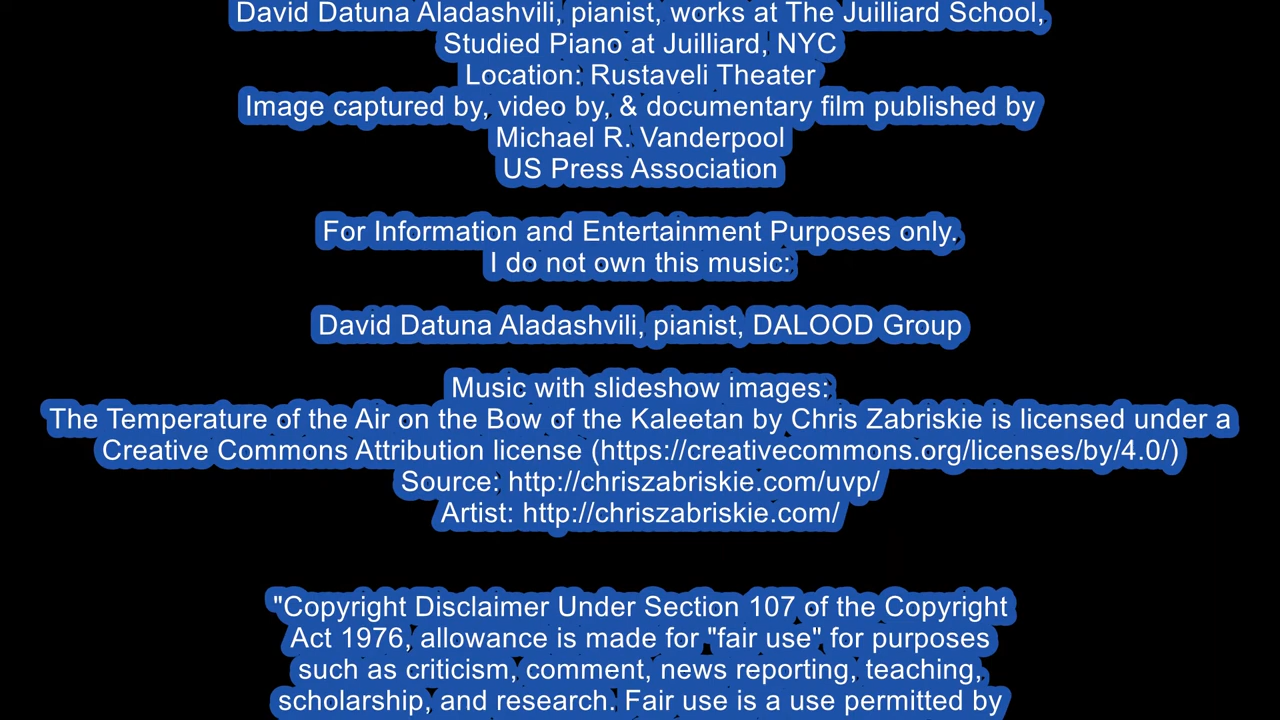 David Datuna Aladashvili, pianist, works at The Juilliard School,
Studied Piano at Juilliard, NYC
Location: Rustaveli Theater
Image captured by, video by, & documentary film published by
Michael R. Vanderpool
US Press Association
For Information and Entertainment Purposes only.
I do not own this music:
David Datuna Aladashvili, pianist, DALOOD Group
Music with slideshow images:
The Temperature of the Air on the Bow of the Kaleetan by Chris Zabriskie is licensed under a
Creative Commons Attribution license (https://creativecommons.org/licenses/by/4.0/)
Source: http://chriszabriskie.com/uvp/
Artist: http://chriszabriskie.com/
"Copyright Disclaimer Under Section 107 of the Copyright
Act 1976, allowance is made for "fair use" for purposes
such as criticism, comment, news reporting, teaching,
scholarship, and research. Fair use is a use permitted by